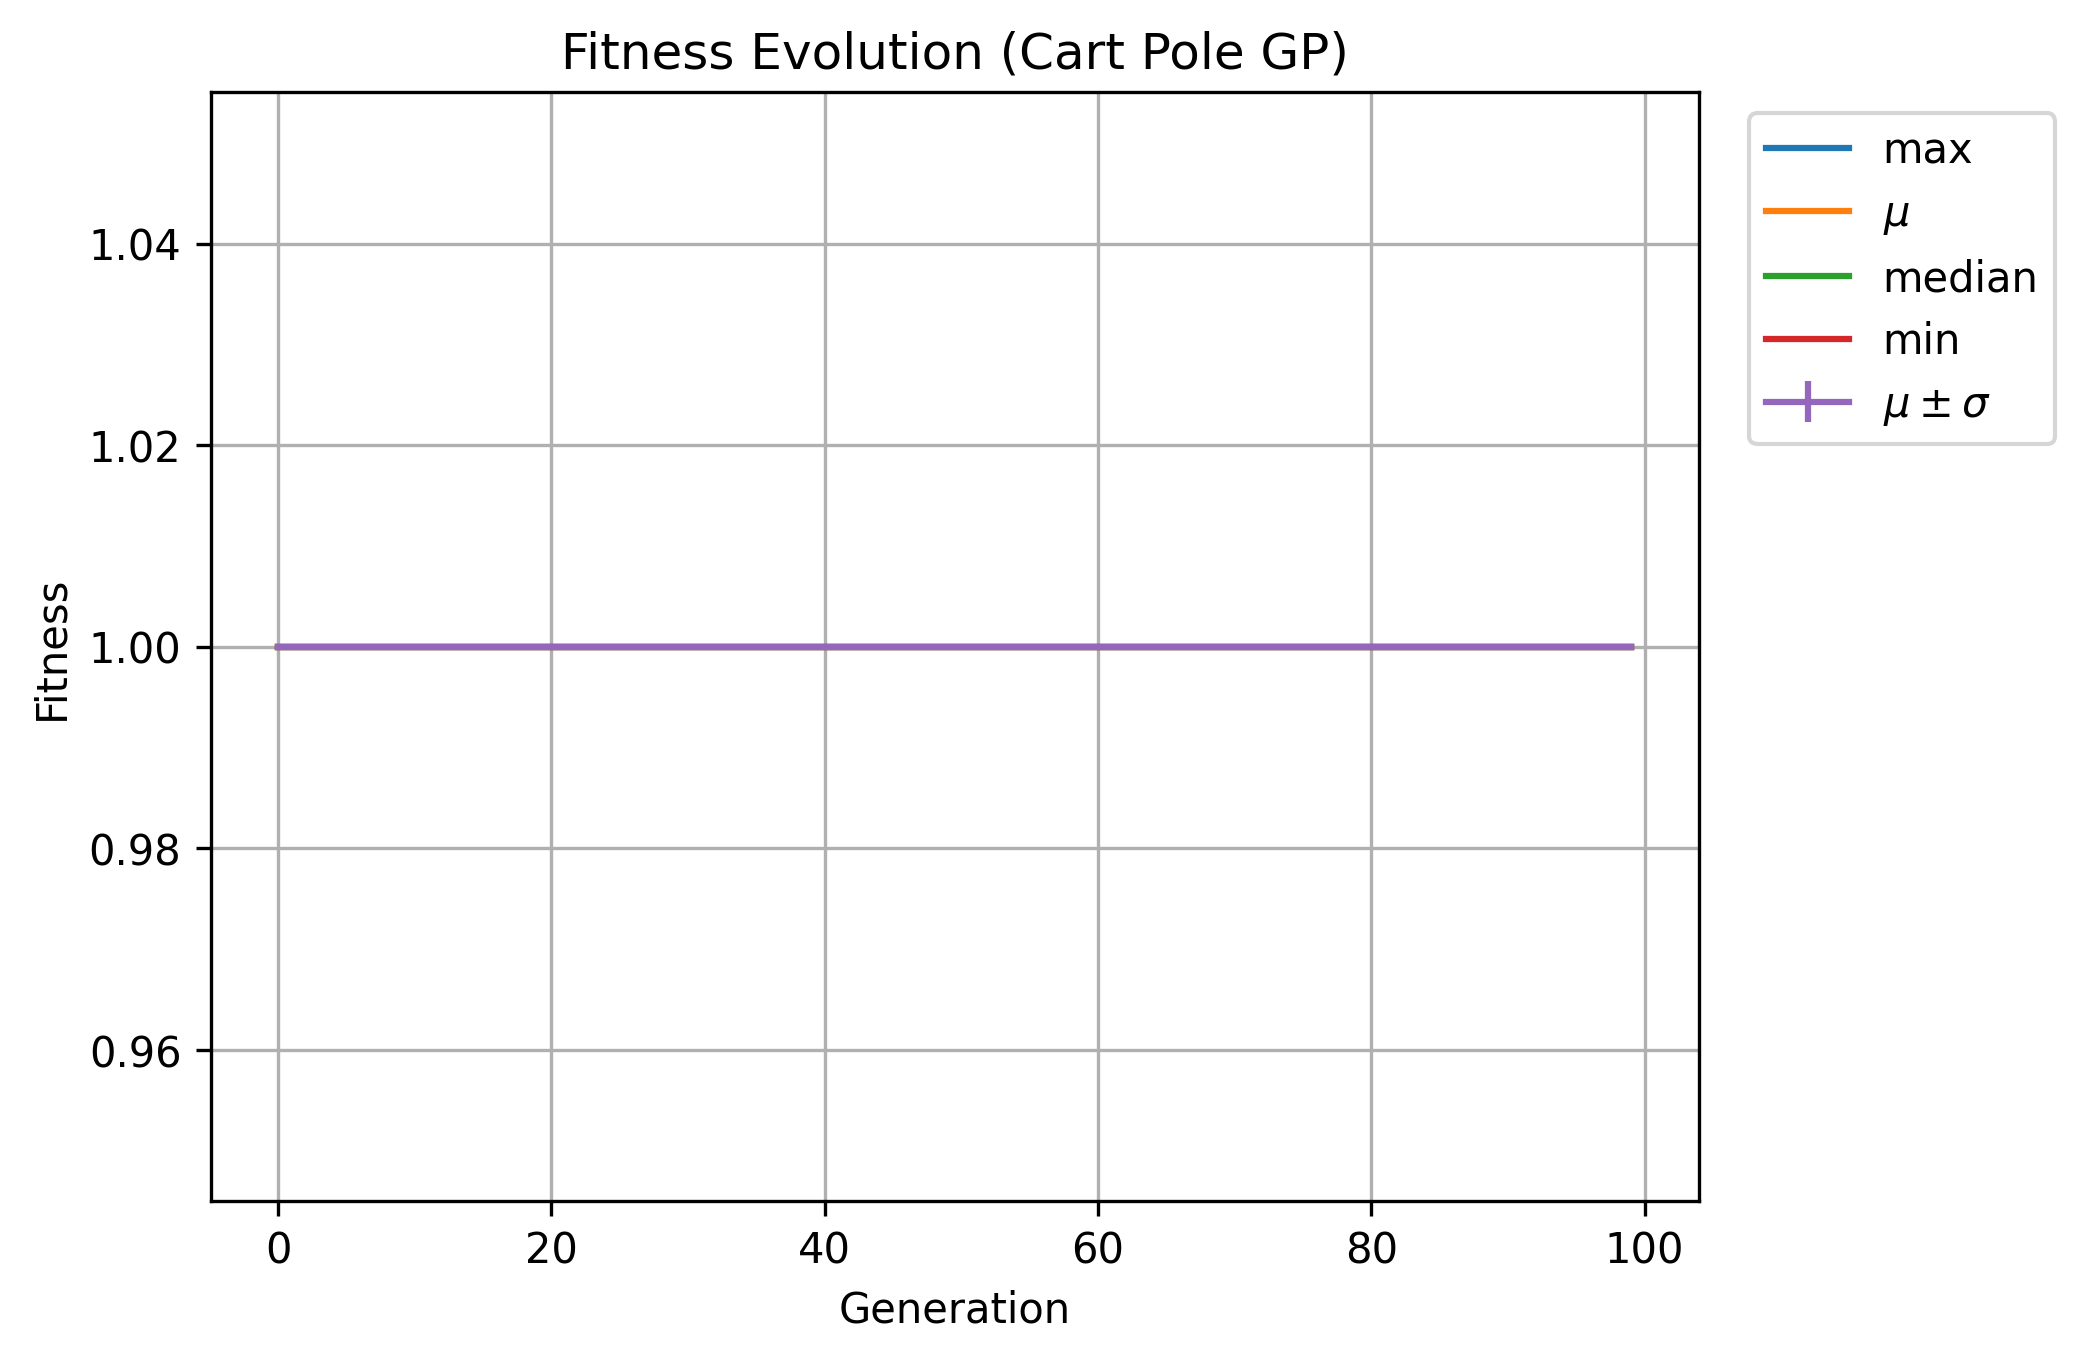 Fitness Evolution (Cart Pole GP)
max
μ
median
min
μ ± σ
1.04
1.02
1.00
0.98
0.96
Fitness
0 20 40 60 80 100
Generation